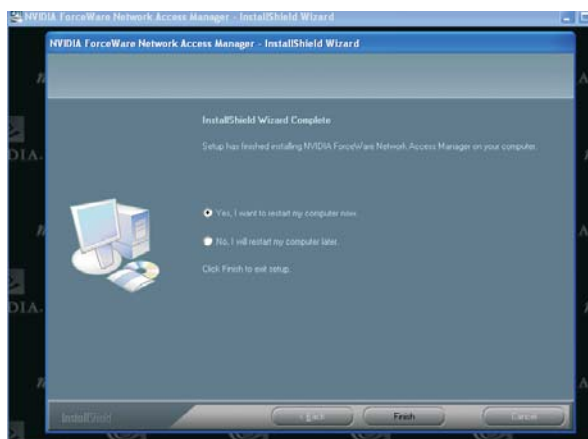 NVIDIA ForceWare Network Access Manager - InstallShield Wizard
NVIDIA ForceWare Network Access Manager - InstallShield Wizard
InstallShield Wizard Complete
Setup has finished installing NVIDIA ForceWare Network Access Manager on your computer.
DIA.
Yes, I want to restart my computer now.
No, I will restart my computer later.
Click Finish to exit setup.
DIA.
InstallShield
< Back
Finish
Cancel